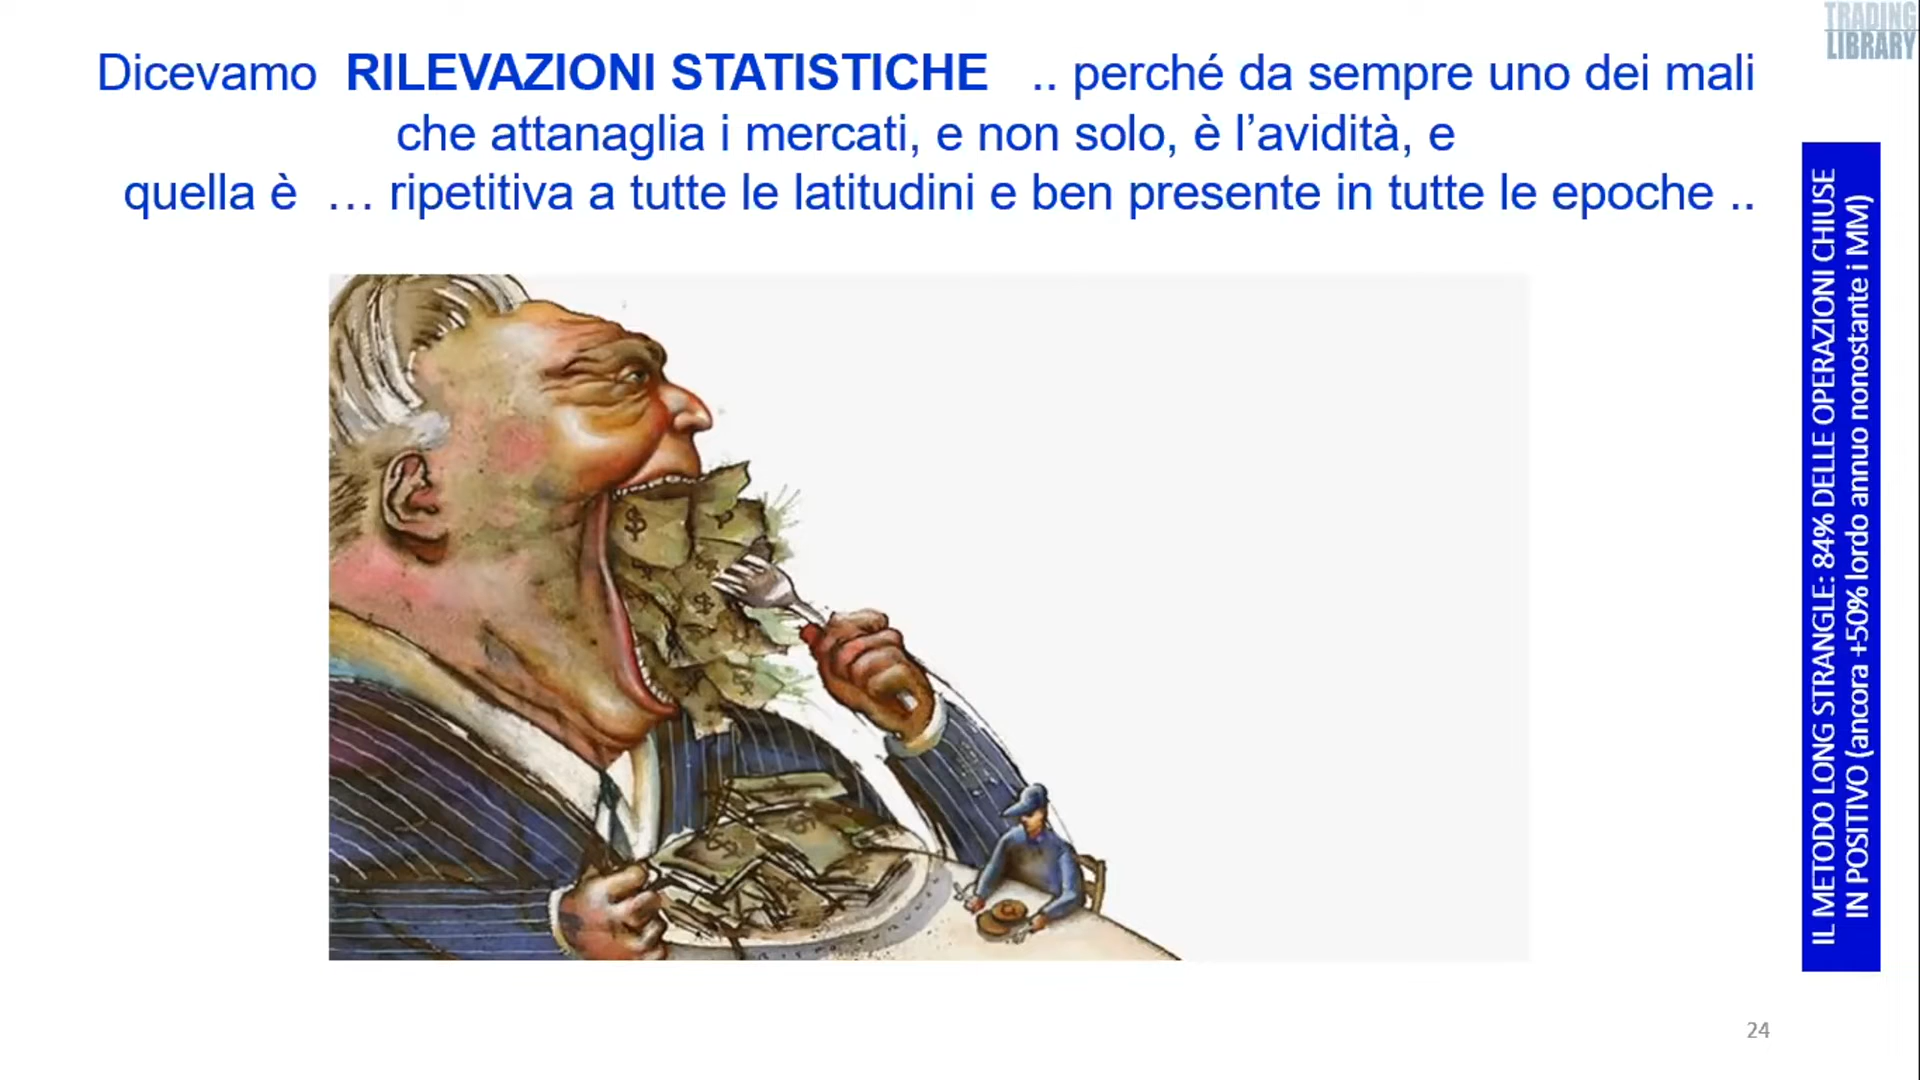 TRADING
LIBRARY
Dicevamo RILEVAZIONI STATISTICHE .. perché da sempre uno dei mali
che attanaglia i mercati, e non solo, è l’avidità, e
quella è … ripetitiva a tutte le latitudini e ben presente in tutte le epoche ..
IL METODO LONG STRANGLE: 84% DELLE OPERAZIONI CHIUSE
IN POSITIVO (ancora +50% lordo annuo nonostante i MM)
$
24